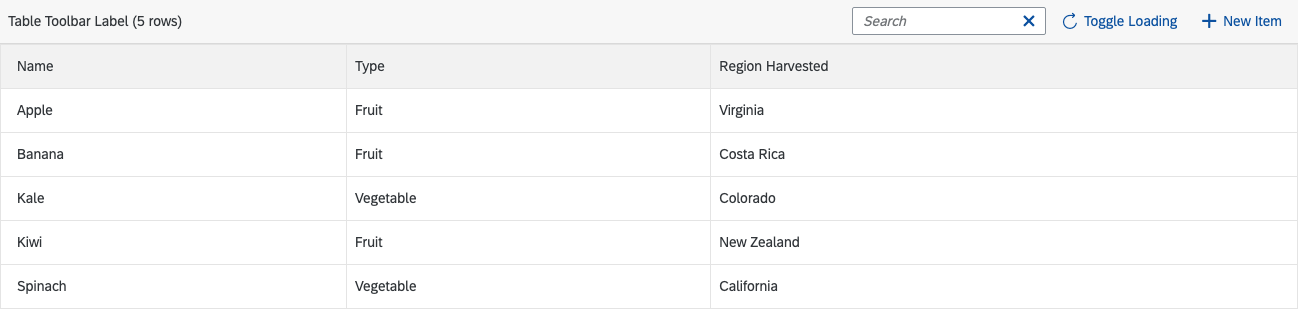 Table Toolbar Label (5 rows) Search Toggle Loading New Item
Name Type Region Harvested
Apple Fruit Virginia
Banana Fruit Costa Rica
Kale Vegetable Colorado
Kiwi Fruit New Zealand
Spinach Vegetable California